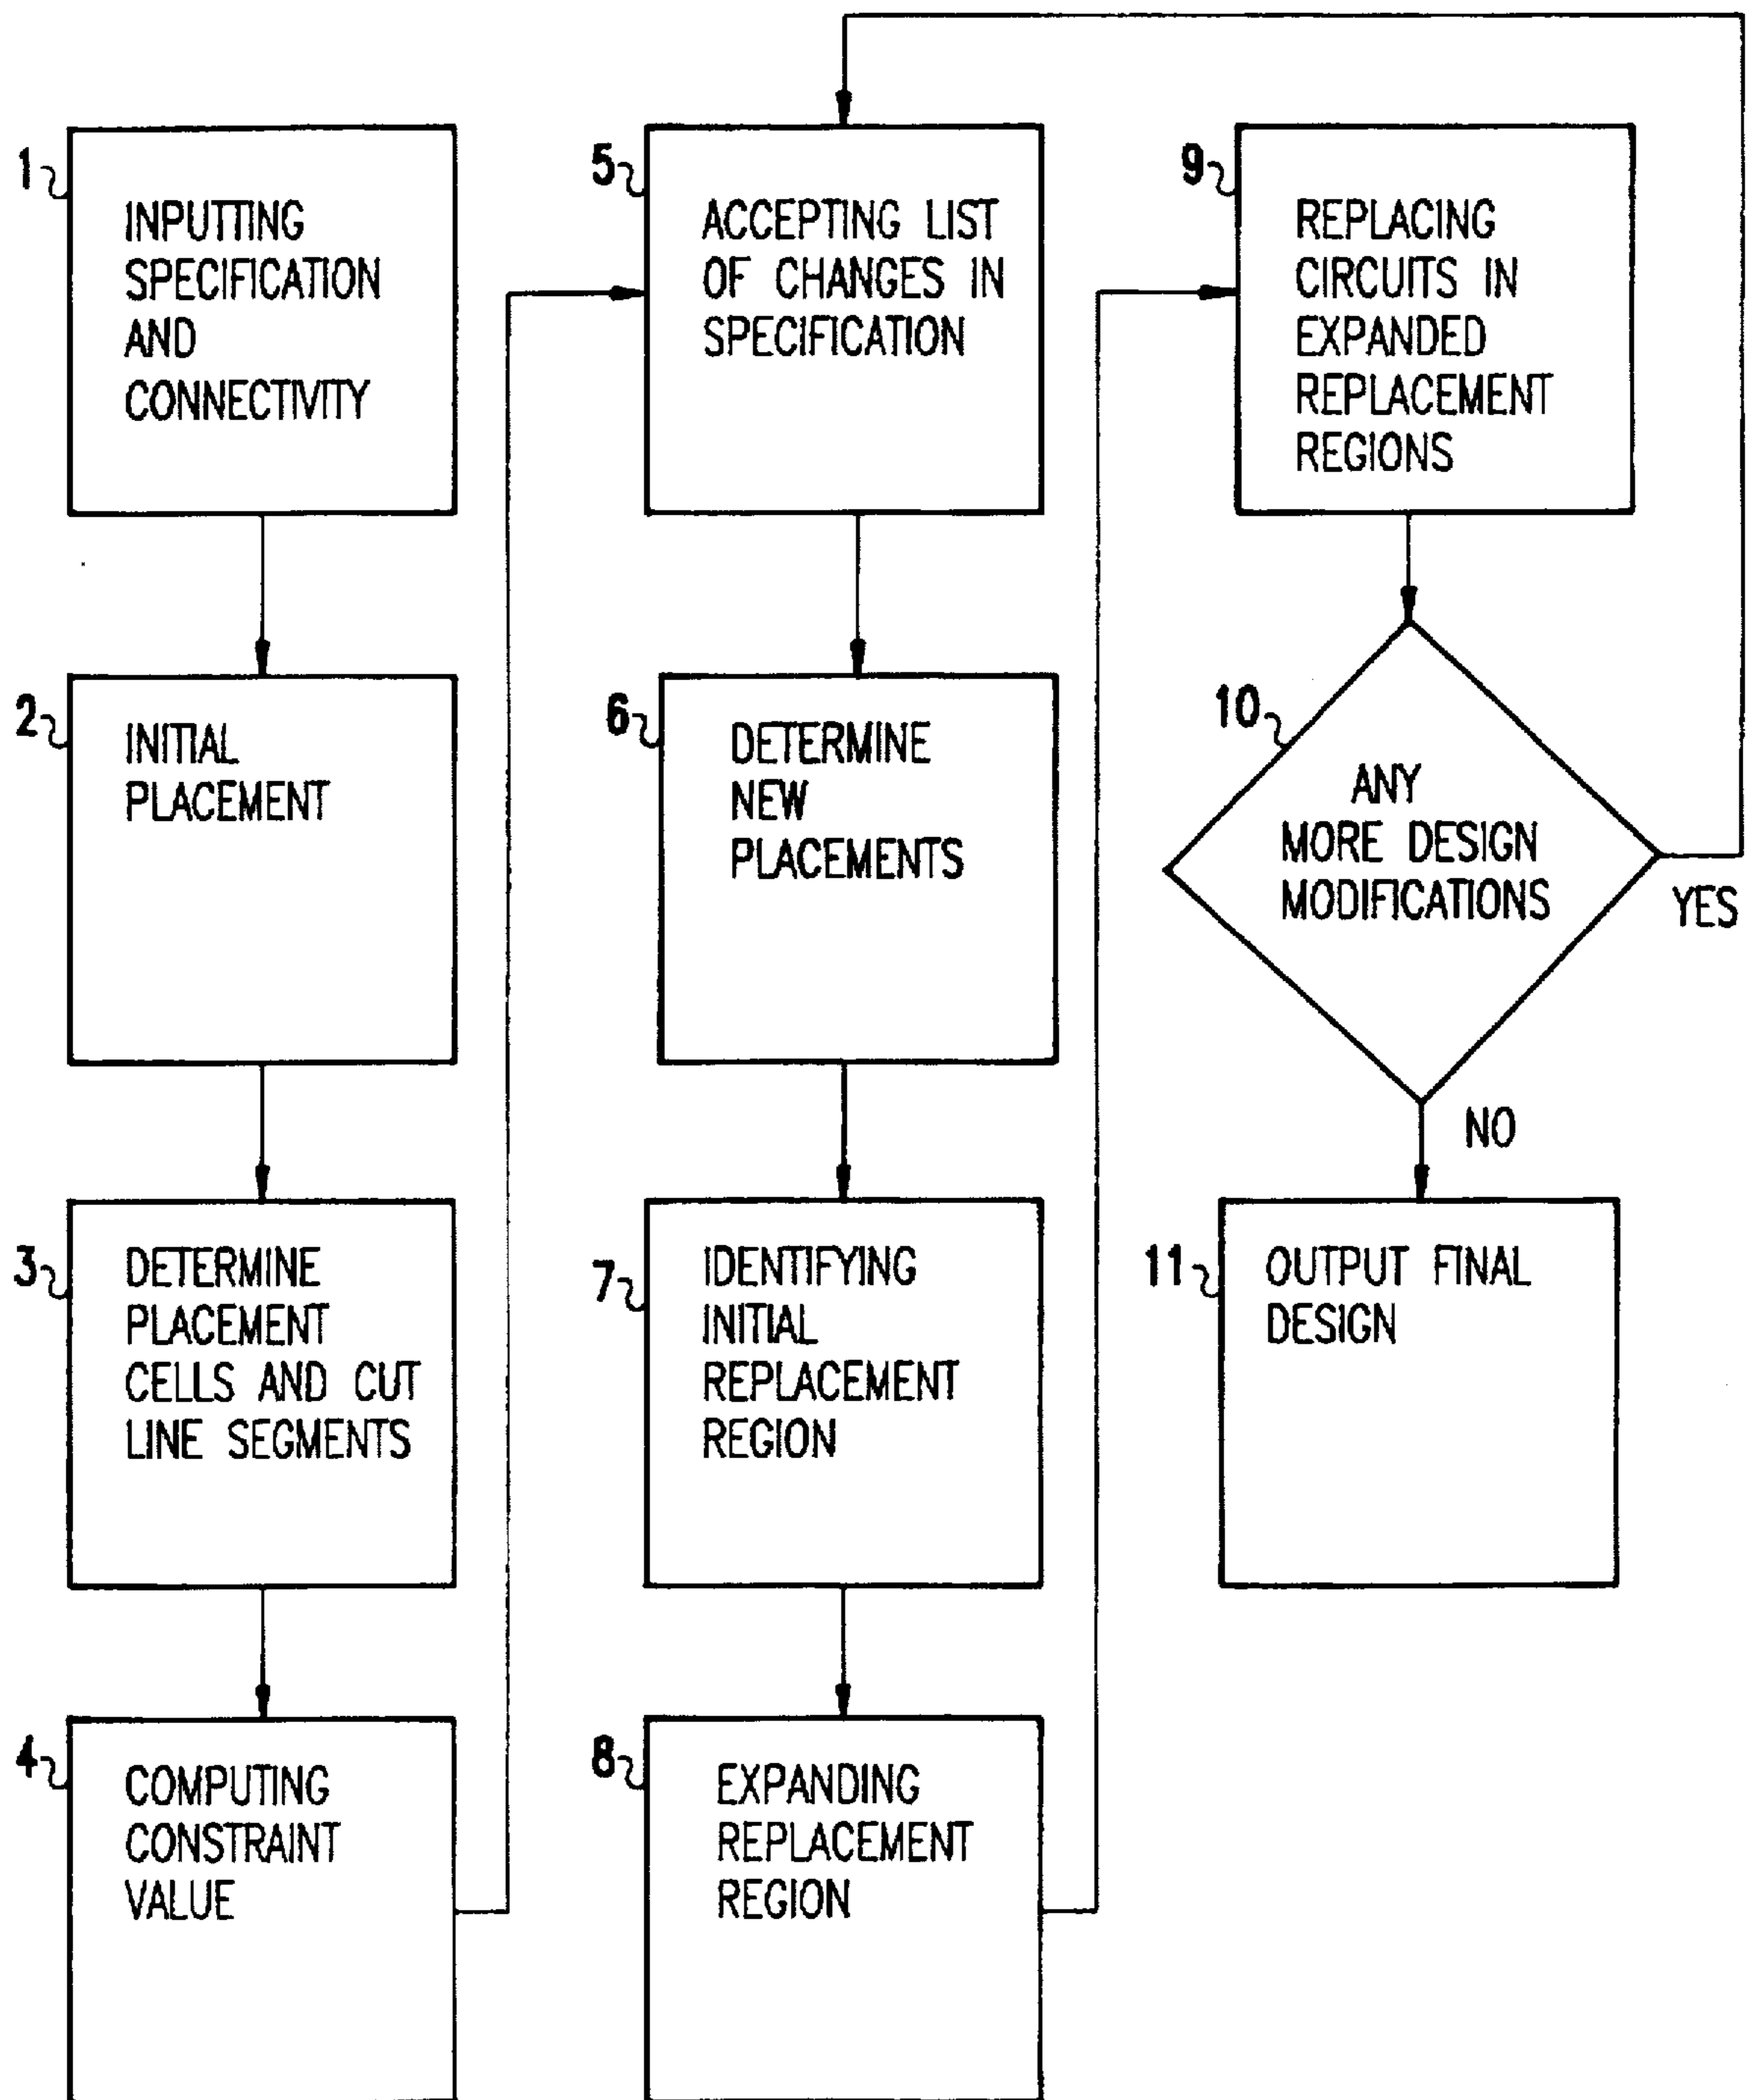 1
INPUTTING
SPECIFICATION
AND
CONNECTIVITY
2
INITIAL
PLACEMENT
3
DETERMINE
PLACEMENT
CELLS AND CUT
LINE SEGMENTS
4
COMPUTING
CONSTRAINT
VALUE
5
ACCEPTING LIST
OF CHANGES IN
SPECIFICATION
6
DETERMINE
NEW
PLACEMENTS
7
IDENTIFYING
INITIAL
REPLACEMENT
REGION
8
EXPANDING
REPLACEMENT
REGION
9
REPLACING
CIRCUITS IN
EXPANDED
REPLACEMENT
REGIONS
10
ANY
MORE DESIGN
MODIFICATIONS
YES
NO
11
OUTPUT FINAL
DESIGN